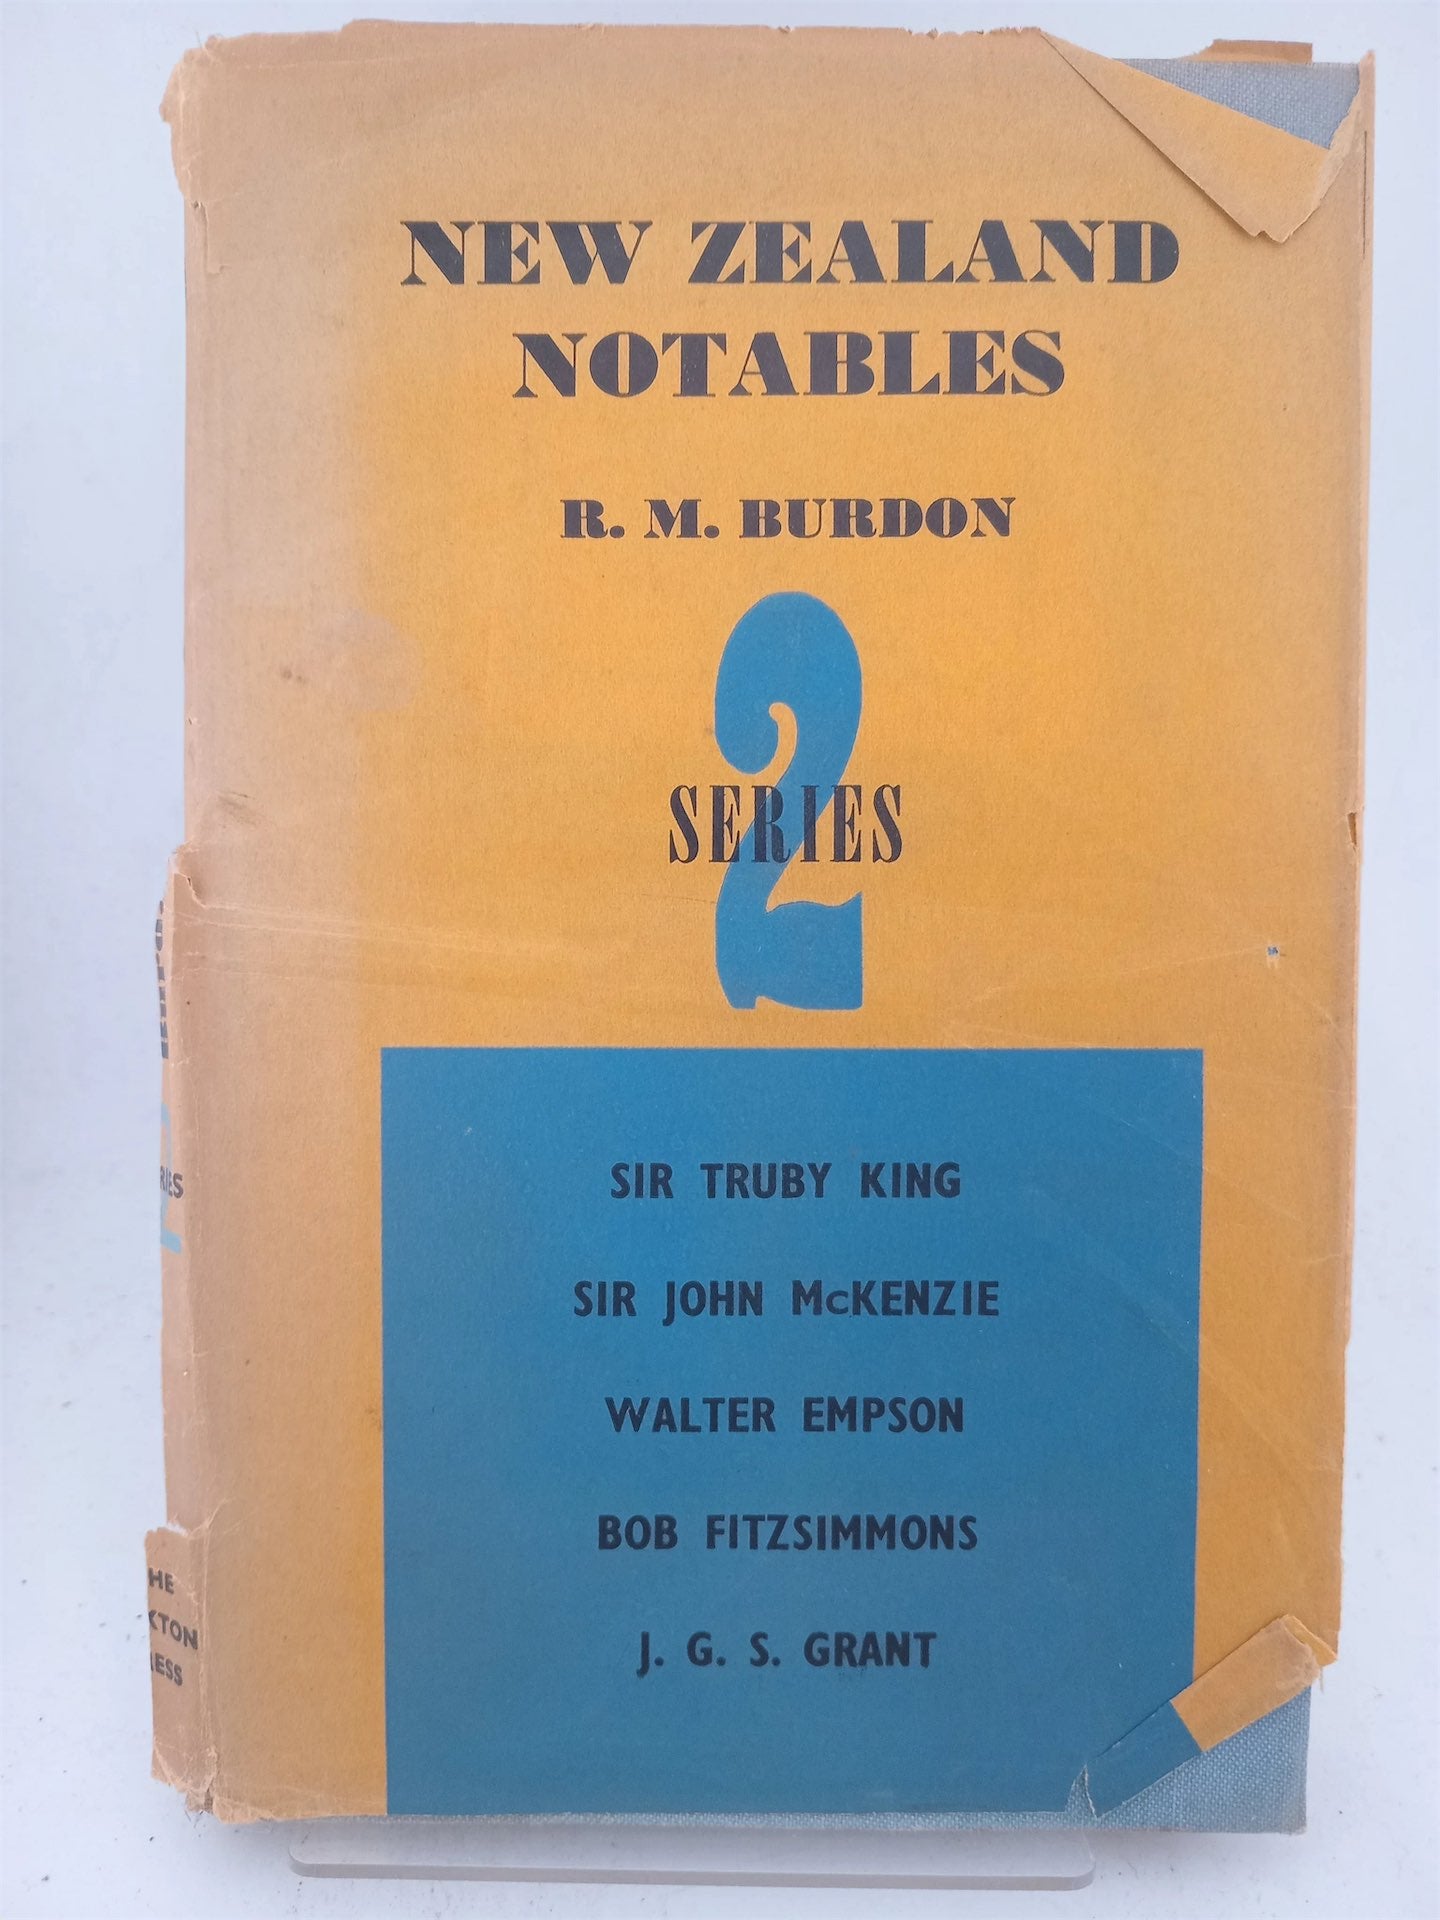 NEW ZEALAND
NOTABLES
R. M. BURDON
2
SERIES
SIR TRUBY KING
SIR JOHN McKENZIE
WALTER EMPSON
BOB FITZSIMMONS
J. G. S. GRANT